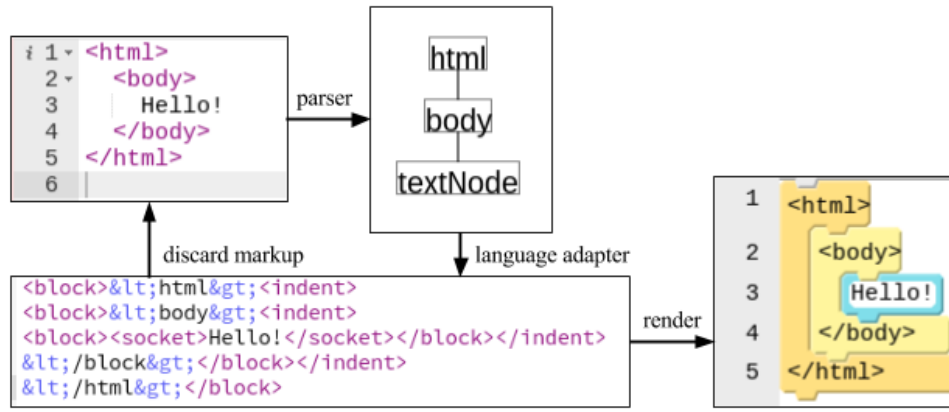 i 1 <html>
2 <body>
3 Hello!
4 </body>
5 </html>
6
parser
html
body
textNode
discard markup
language adapter
<block>&lt;html&gt;<indent>
<block>&lt;body&gt;<indent>
<block><socket>Hello!</socket></block></indent>
&lt;/block&gt;</block></indent>
&lt;/html&gt;</block>
render
1 <html>
2 <body>
3 Hello!
4 </body>
5 </html>